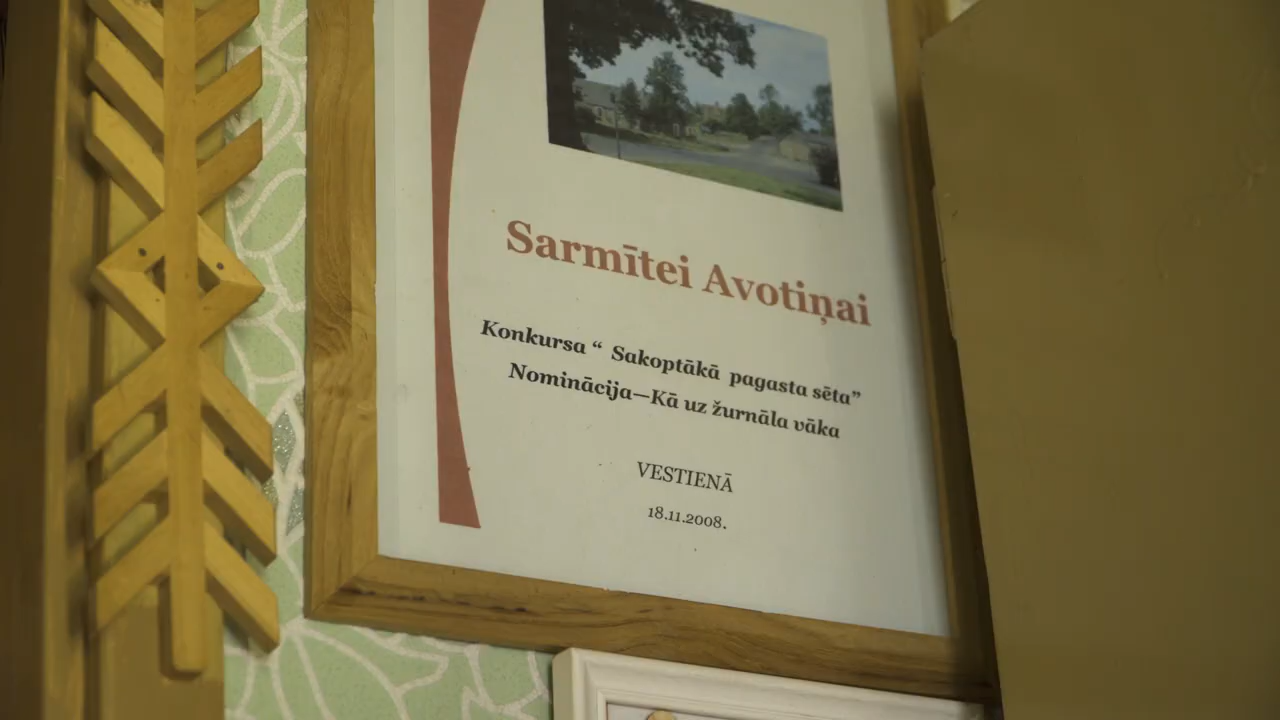 Sarmītei Avotiņai
Konkursa “ Sakoptākā pagasta sēta”
Nominācija—Kā uz žurnāla vāka
VESTIENĀ
18.11.2008.